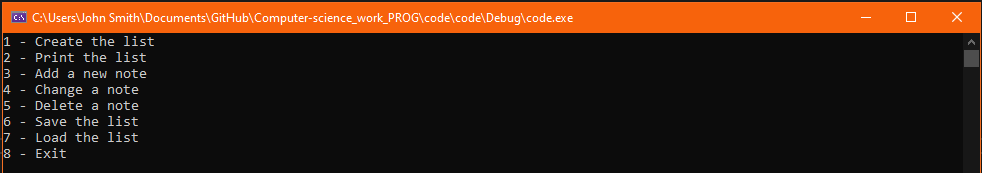 C:\Users\John Smith\Documents\GitHub\Computer-science_work_PROG\code\code\Debug\code.exe
1 - Create the list
2 - Print the list
3 - Add a new note
4 - Change a note
5 - Delete a note
6 - Save the list
7 - Load the list
8 - Exit